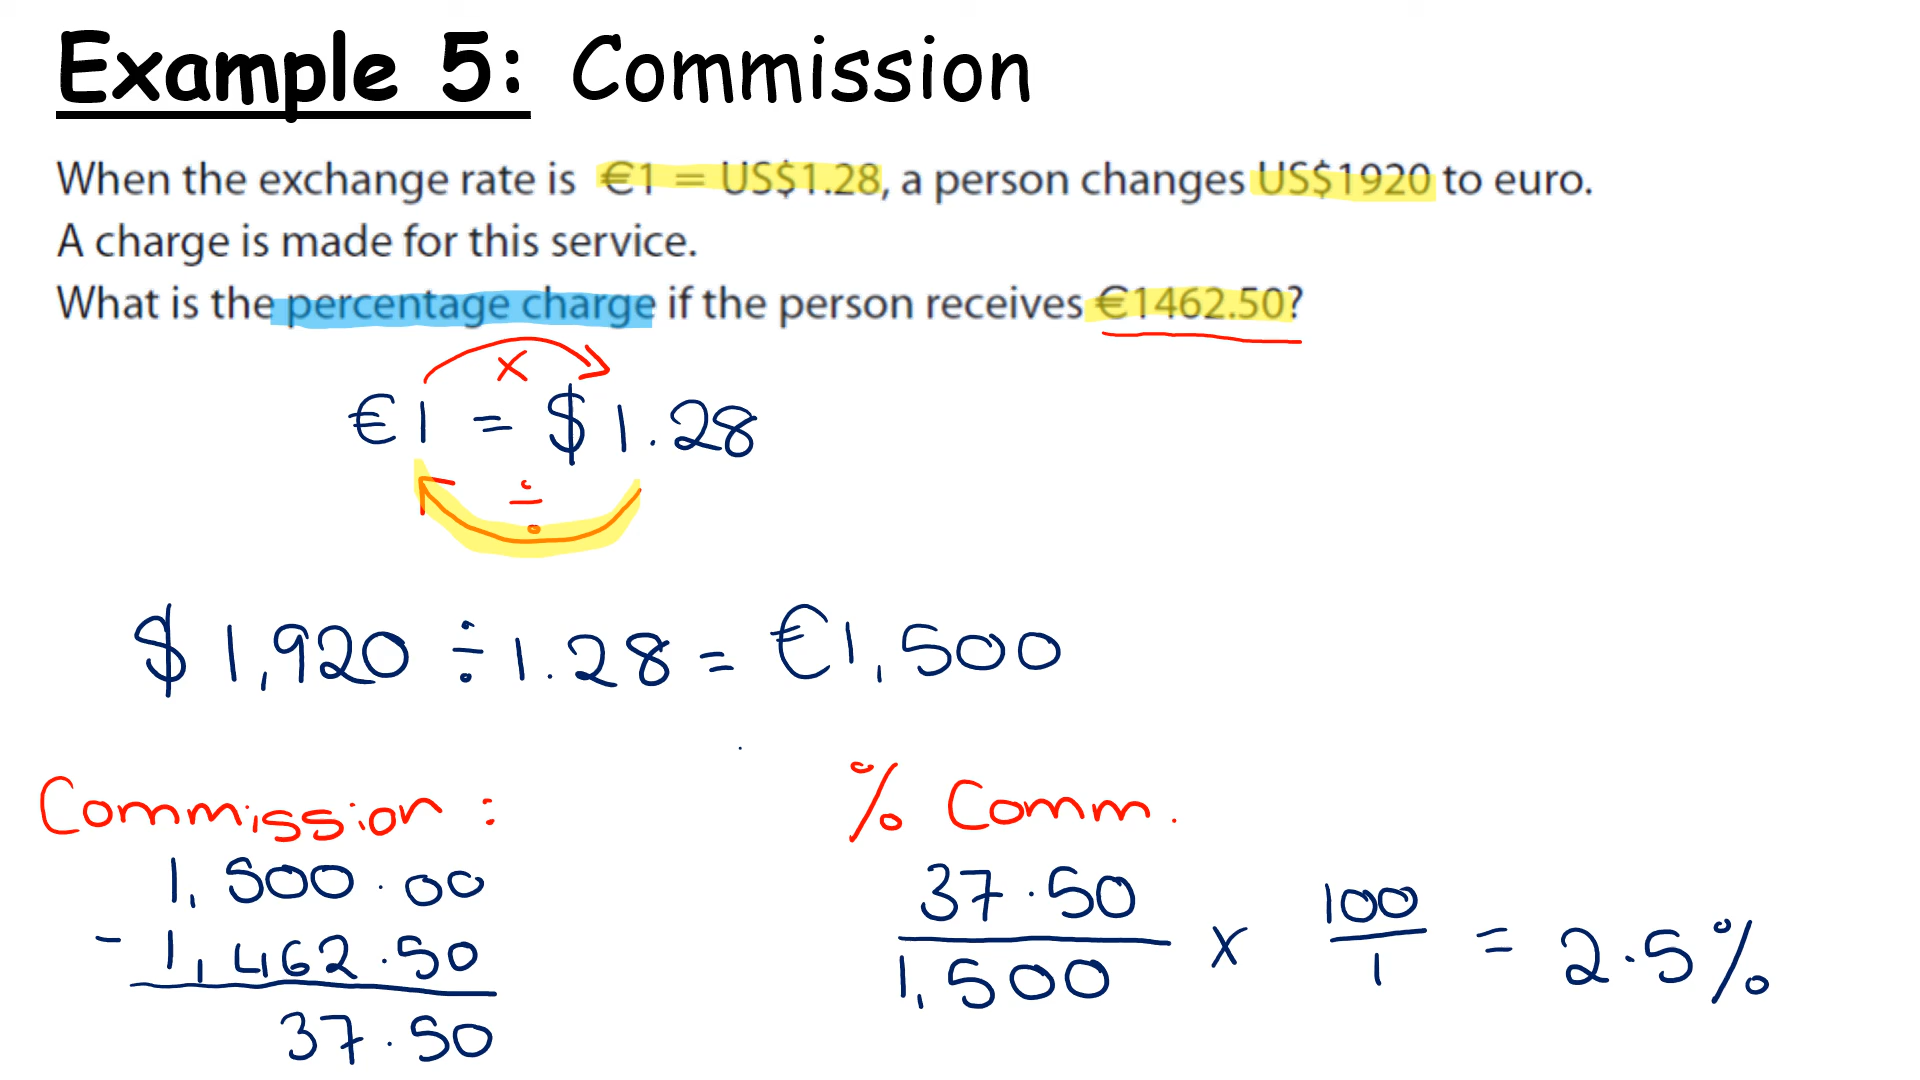 Example 5: Commission
When the exchange rate is €1 = US$1.28, a person changes US$1920 to euro.
A charge is made for this service.
What is the percentage charge if the person receives €1462.50?
×
€1 = $1.28
÷
$1,920 ÷ 1.28 = €1,500
Commission :
1,500.00
- 1,462.50
37.50
% Comm.
37.50
1,500
×
100
1
= 2.5%